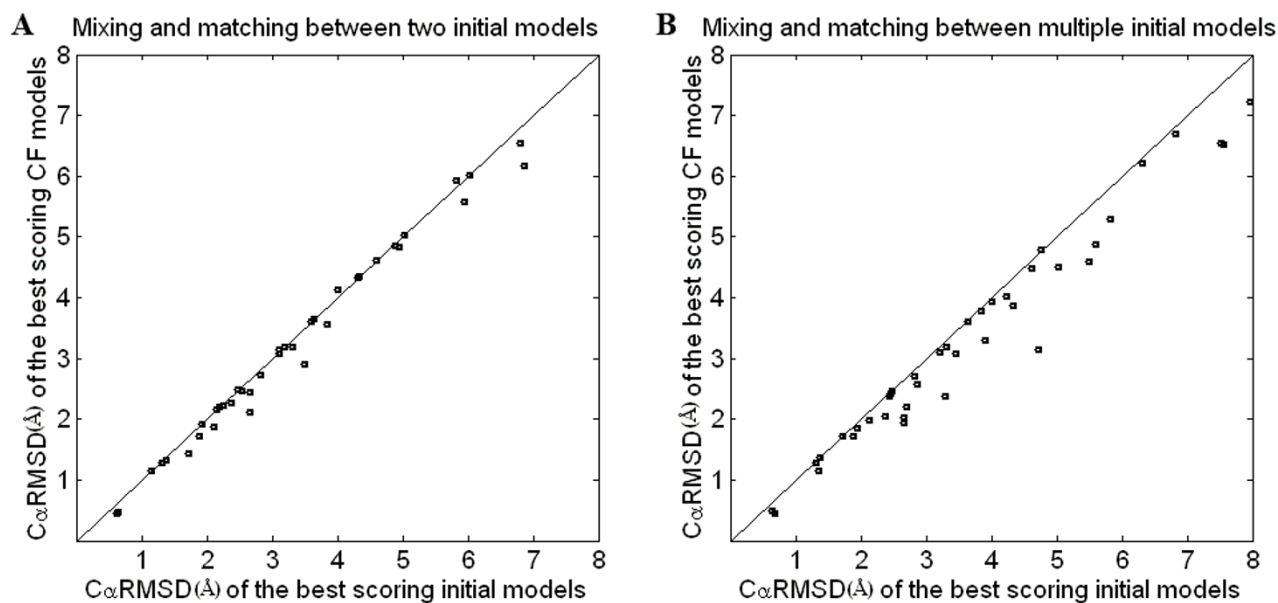 A Mixing and matching between two initial models
8
7
6
5
4
3
2
1
CαRMSD(Å) of the best scoring CF models
1 2 3 4 5 6 7 8
CαRMSD(Å) of the best scoring initial models
B Mixing and matching between multiple initial models
8
7
6
5
4
3
2
1
CαRMSD(Å) of the best scoring CF models
1 2 3 4 5 6 7 8
CαRMSD(Å) of the best scoring initial models